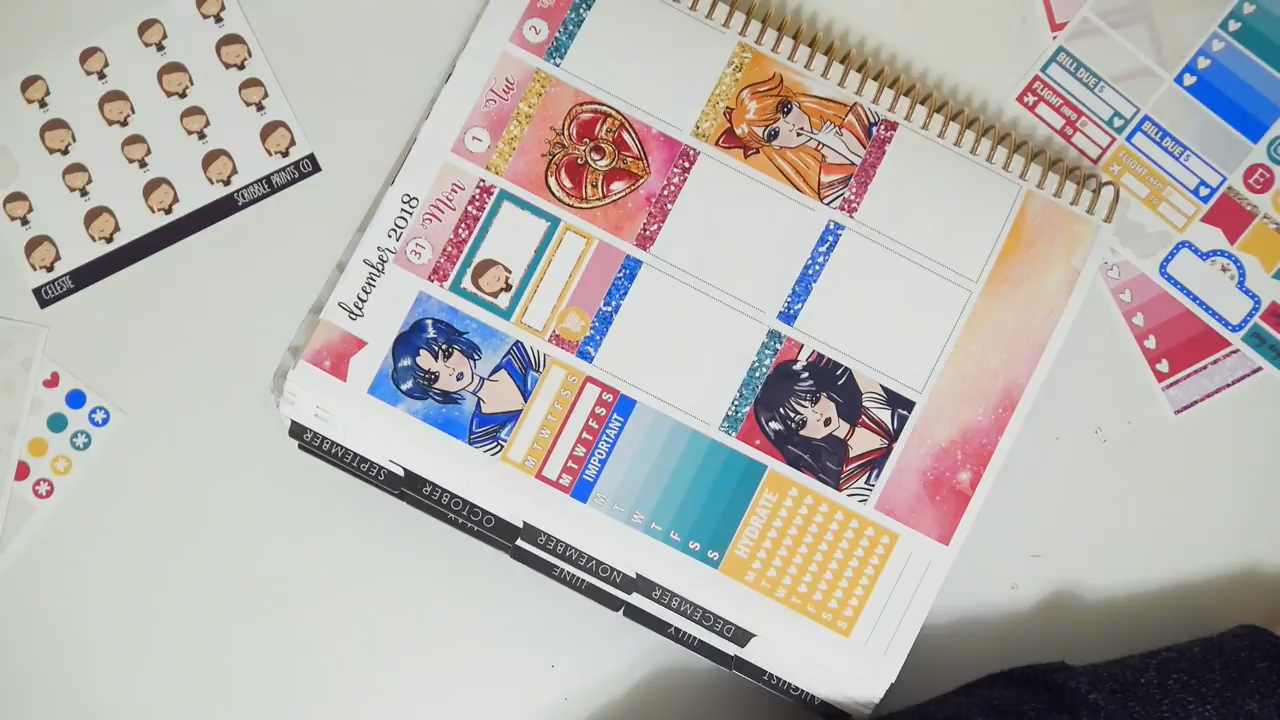 SCRIBBLE PRINTS CO
CELESTE
2
Tue
1
Mon
31
december 2018
M T W T F S S
M T W T F S S
IMPORTANT
M
T
W
T
F
S
S
HYDRATE
M
T
W
T
F
S
S
BILL DUE $
FLIGHT INFO @
TO
BILL DUE $
FLIGHT INFO @
TO
E
SEPTEMBER
OCTOBER
NOVEMBER
DECEMBER
MAY
JUNE
JULY
AUGUST